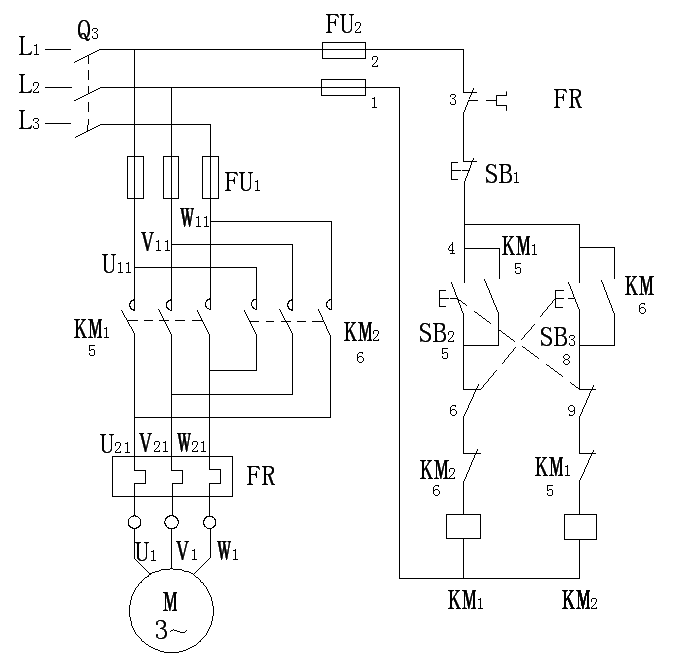 Q3 FU2
L1
2
L2
1
L3
3 FR
SB1
FU1
W11
V11
U11
4 KM1
5
KM 6
KM1 5
KM2 6
SB2 5
SB3 8
6 9
U21 V21 W21
FR
KM2 6
KM1 5
U1 V1 W1
M
3~
KM1 KM2